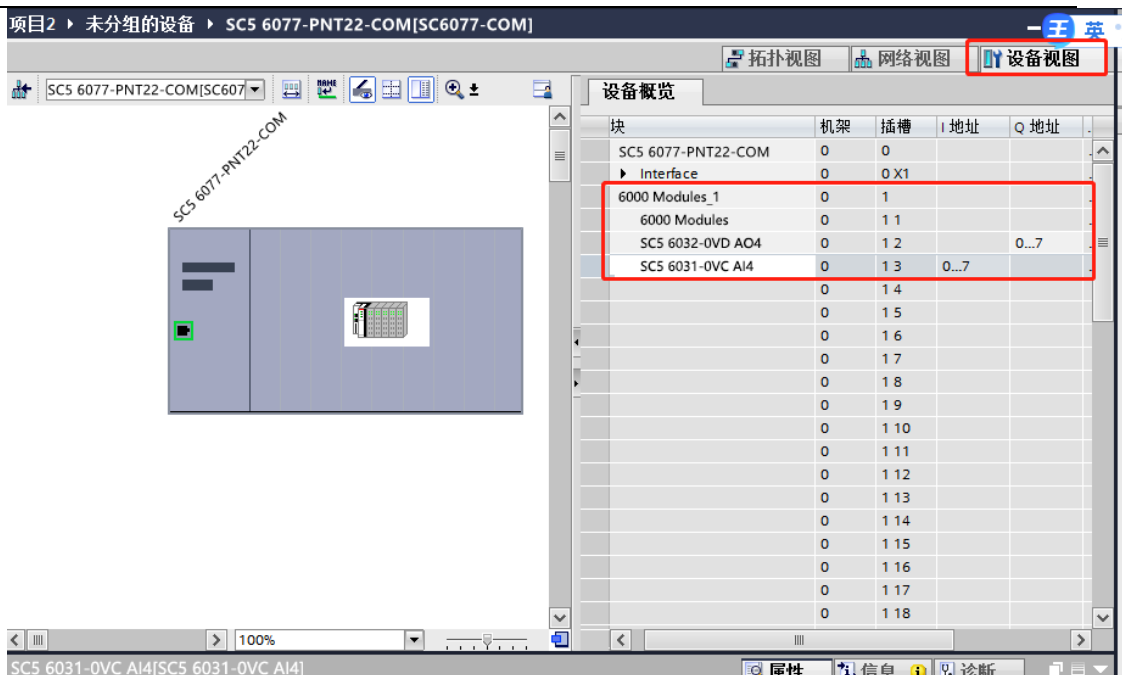 项目2 ▸ 未分组的设备 ▸ SC5 6077-PNT22-COM[SC6077-COM]
王 英
拓扑视图 网络视图 设备视图
SC5 6077-PNT22-COM[SC607
SC5 6077-PNT22-COM
100%
设备概览
块 机架 插槽 I 地址 Q 地址
SC5 6077-PNT22-COM 0 0
Interface 0 0 X1
6000 Modules_1 0 1
6000 Modules 0 1 1
SC5 6032-0VD AO4 0 1 2 0...7
SC5 6031-0VC AI4 0 1 3 0...7
0 1 4
0 1 5
0 1 6
0 1 7
0 1 8
0 1 9
0 1 10
0 1 11
0 1 12
0 1 13
0 1 14
0 1 15
0 1 16
0 1 17
0 1 18
SC5 6031-0VC AI4[SC5 6031-0VC AI4]
属性 信息 诊断